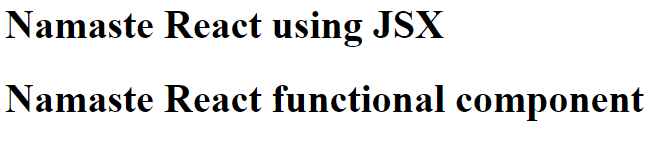 Namaste React using JSX
Namaste React functional component